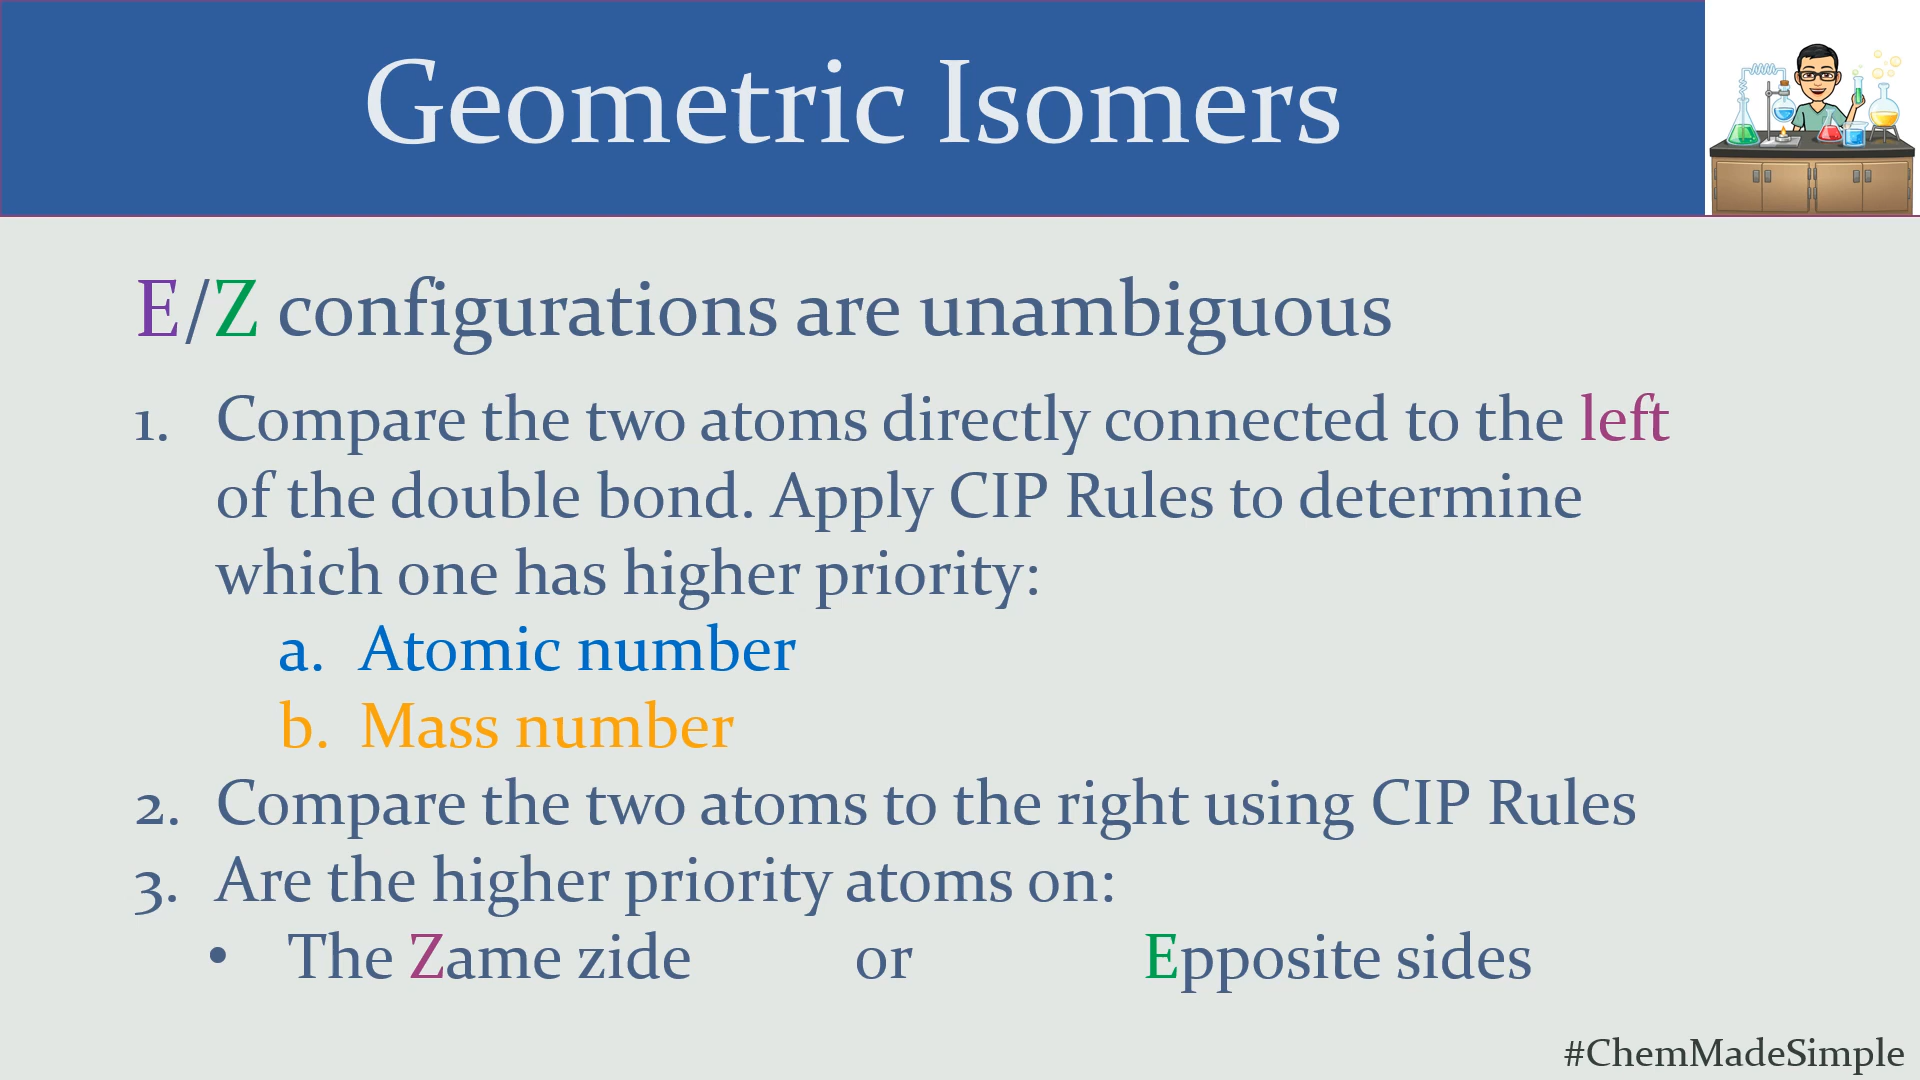 Geometric Isomers
E/Z configurations are unambiguous
1. Compare the two atoms directly connected to the left
of the double bond. Apply CIP Rules to determine
which one has higher priority:
a. Atomic number
b. Mass number
2. Compare the two atoms to the right using CIP Rules
3. Are the higher priority atoms on:
• The Zame zide or Epposite sides
#ChemMadeSimple